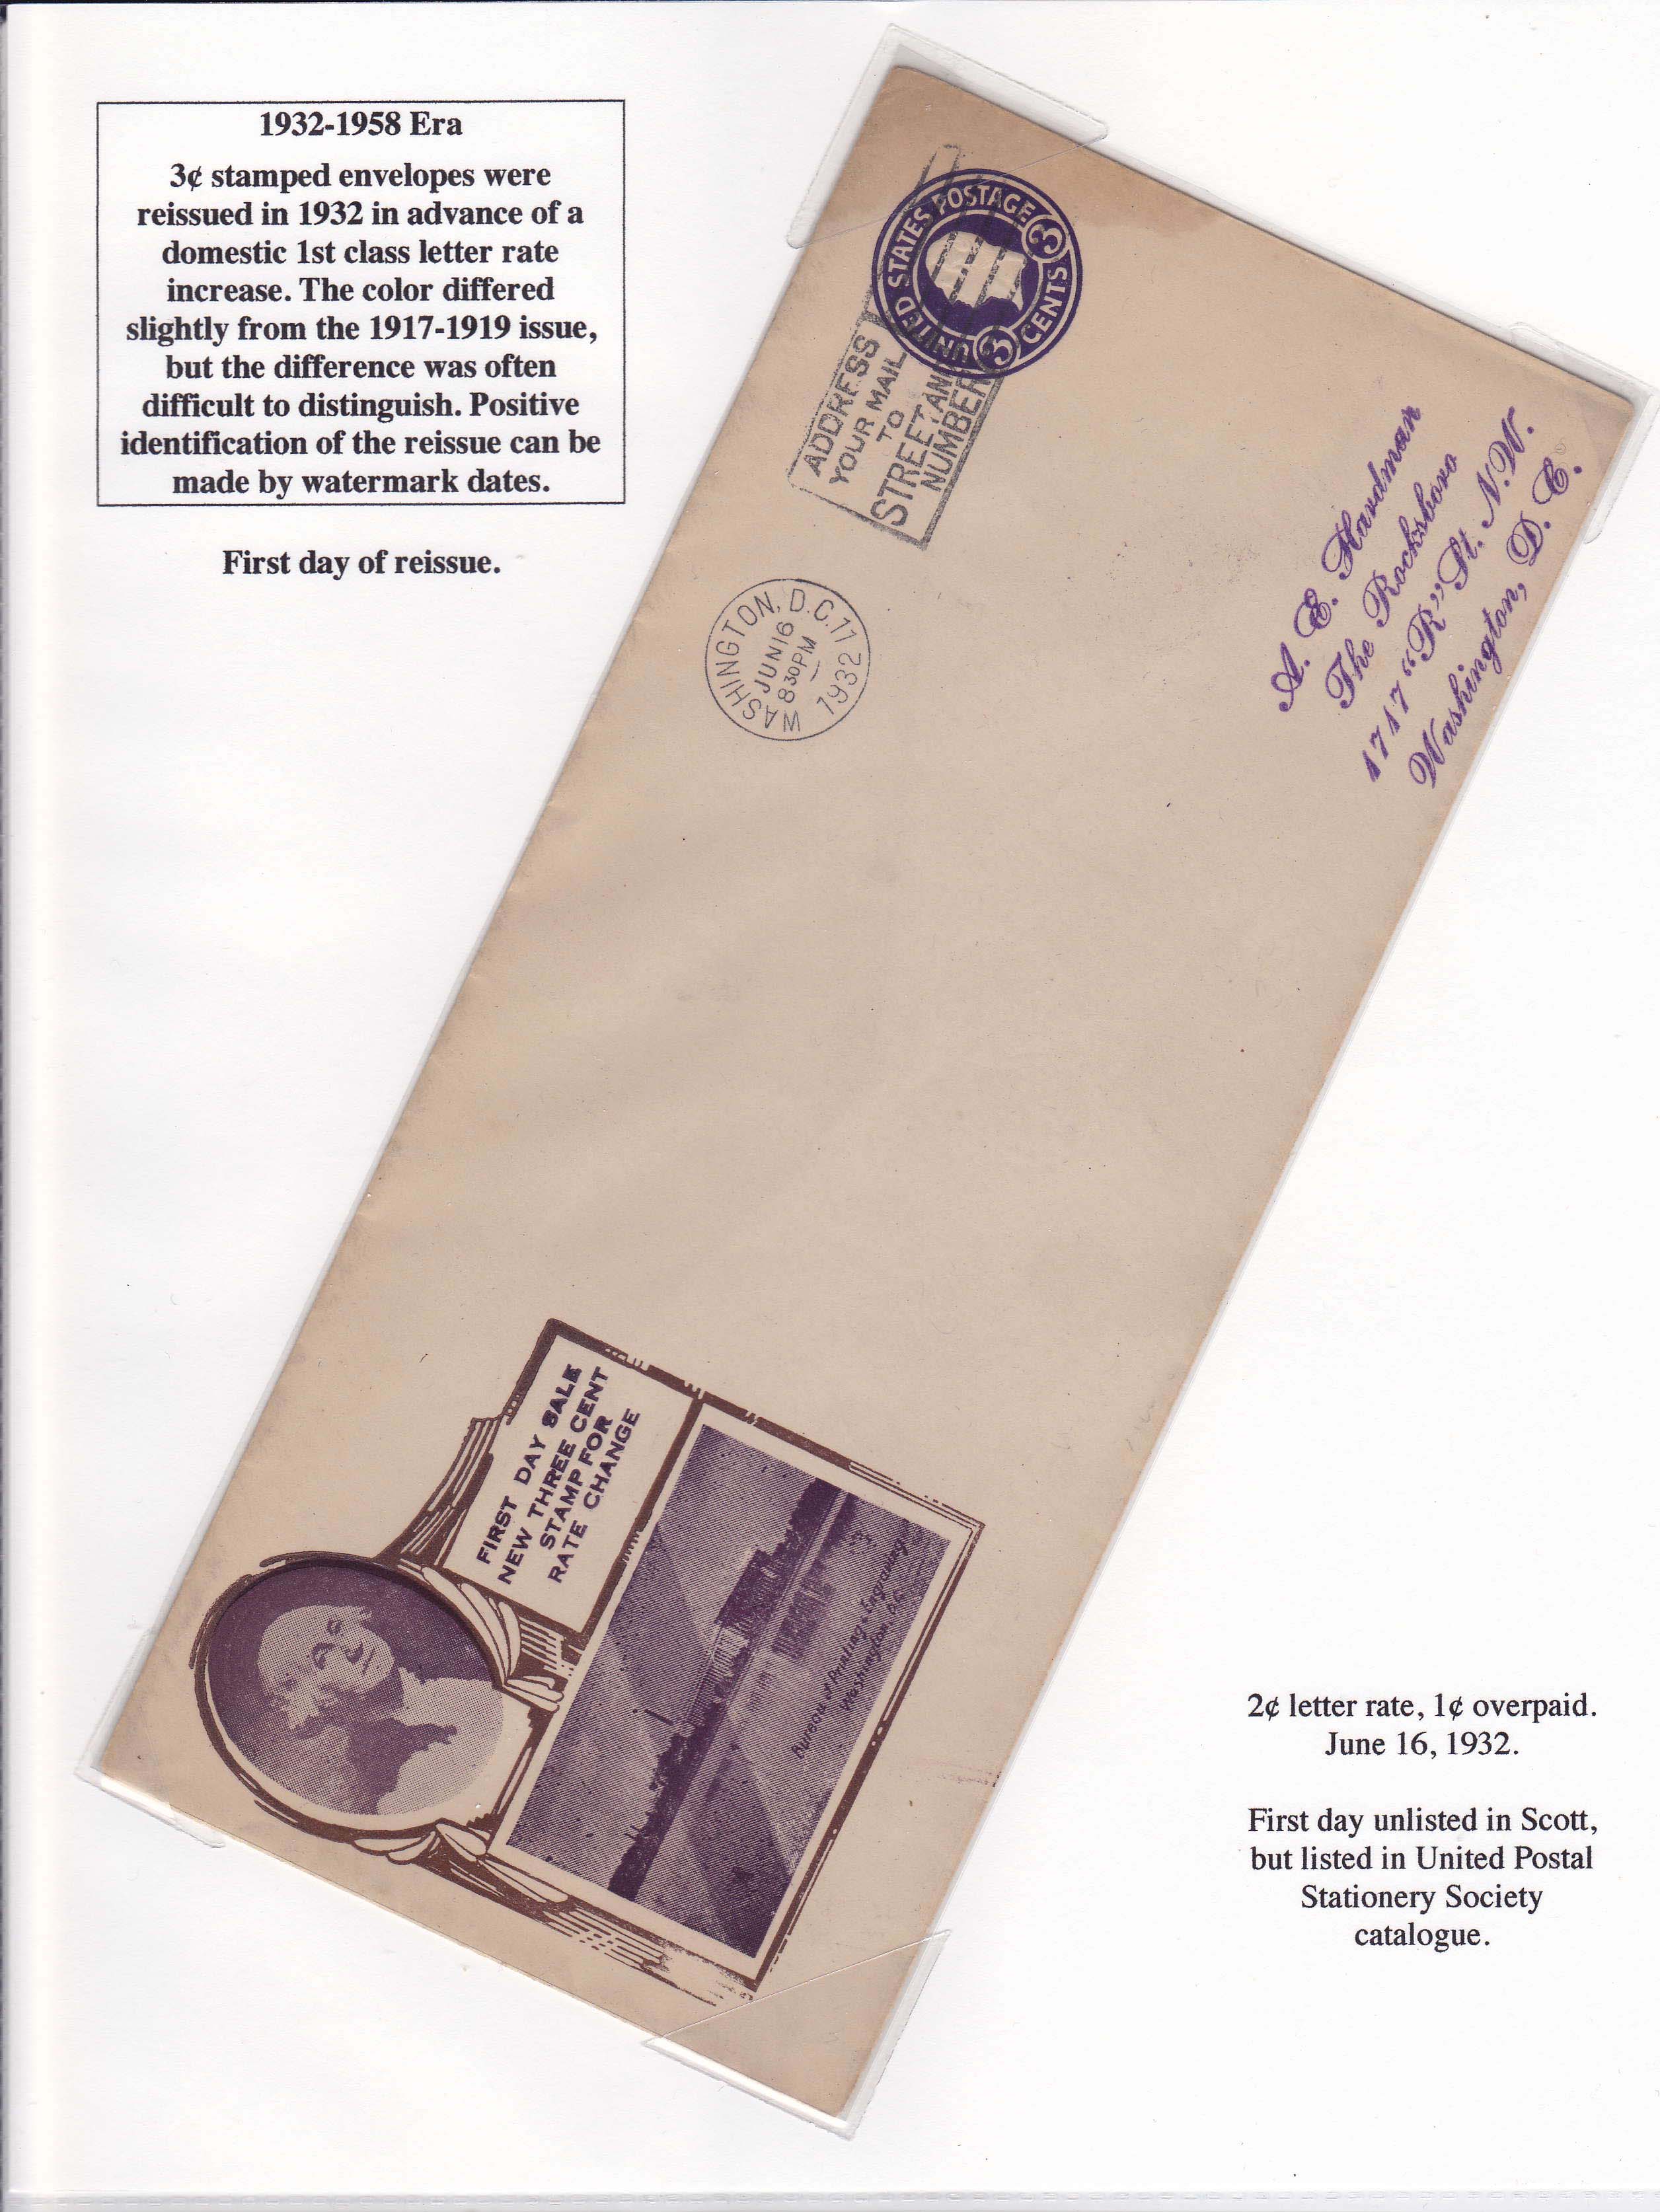 1932-1958 Era
3¢ stamped envelopes were
reissued in 1932 in advance of a
domestic 1st class letter rate
increase. The color differed
slightly from the 1917-1919 issue,
but the difference was often
difficult to distinguish. Positive
identification of the reissue can be
made by watermark dates.
First day of reissue.
UNITED STATES POSTAGE
3 CENTS 3
ADDRESS
YOUR MAIL
TO
STREET AND
NUMBER
WASHINGTON, D.C. 11
JUN 16
8 30 PM
1932
A. E. Hardman
The Rocksboro
1717 "R" St. N.W.
Washington, D. C.
FIRST DAY SALE
NEW THREE CENT
STAMP FOR
RATE CHANGE
Bureau of Printing & Engraving
Washington, D.C.
2¢ letter rate, 1¢ overpaid.
June 16, 1932.
First day unlisted in Scott,
but listed in United Postal
Stationery Society
catalogue.